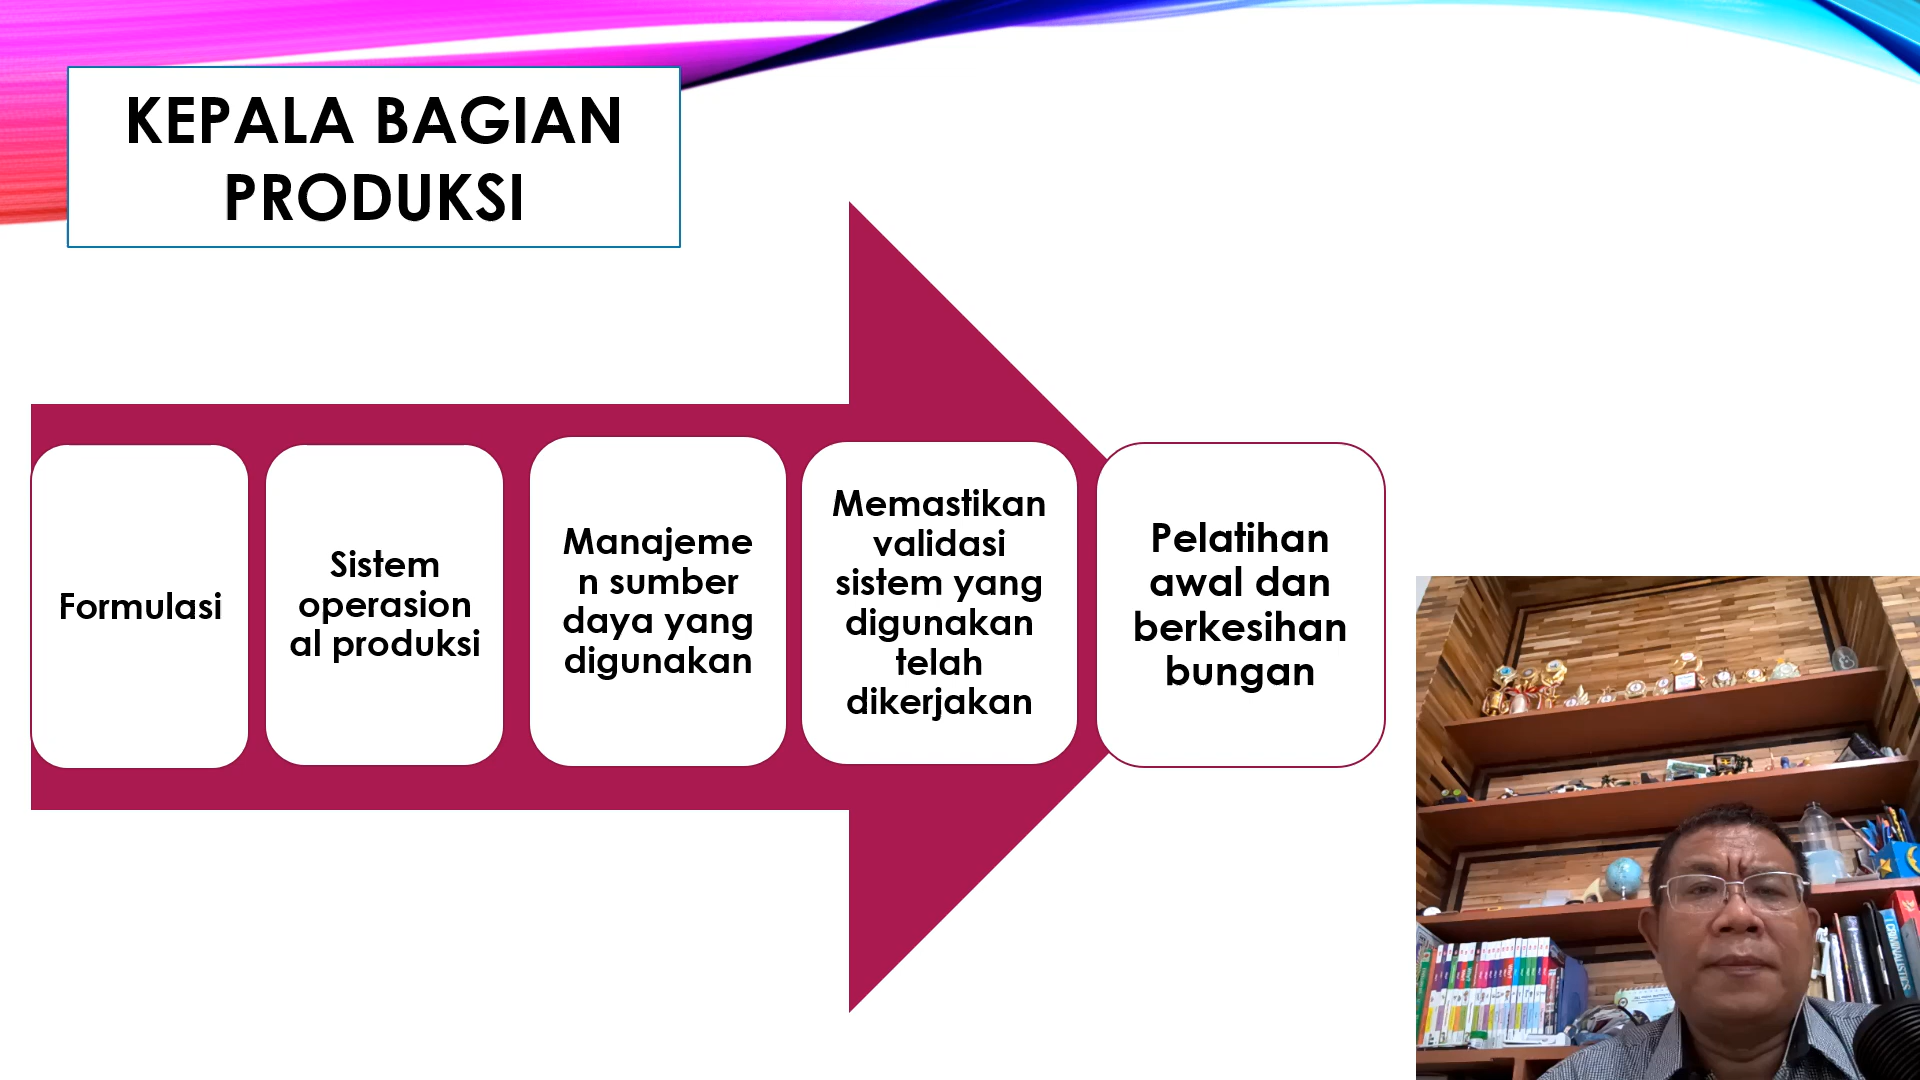 KEPALA BAGIAN
PRODUKSI
Formulasi
Sistem
operasion
al produksi
Manajeme
n sumber
daya yang
digunakan
Memastikan
validasi
sistem yang
digunakan
telah
dikerjakan
Pelatihan
awal dan
berkesihan
bungan